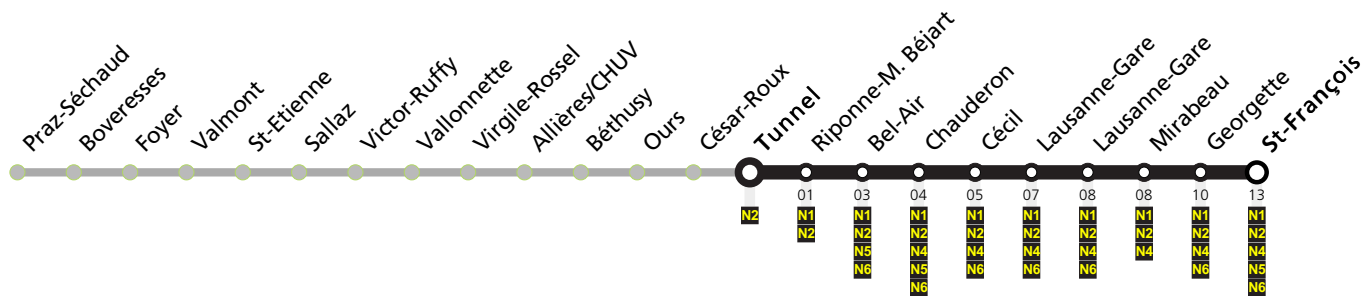 Praz-Séchaud
Boveresses
Foyer
Valmont
St-Etienne
Sallaz
Victor-Ruffy
Vallonnette
Virgile-Rossel
Allières/CHUV
Béthusy
Ours
César-Roux
Tunnel
Riponne-M. Béjart
Bel-Air
Chauderon
Cécil
Lausanne-Gare
Lausanne-Gare
Mirabeau
Georgette
St-François
01 03 04 05 07 08 08 10 13
N2 N1 N1 N1 N1 N1 N1 N1 N1 N1
N2 N2 N2 N2 N2 N2 N2 N2 N2
N5 N4 N4 N4 N4 N4 N4 N4
N6 N5 N6 N6 N6 N6 N5
N6 N6